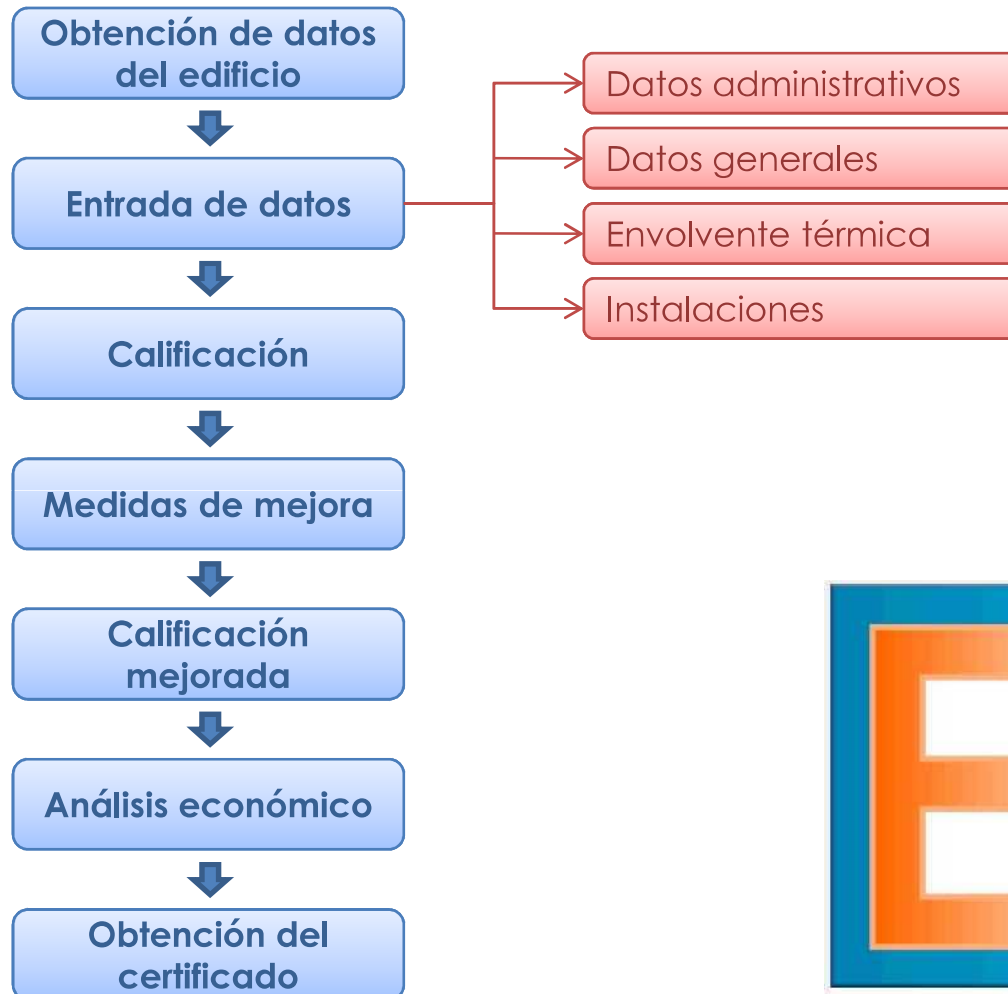 Obtención de datos
del edificio
Entrada de datos
Datos administrativos
Datos generales
Envolvente térmica
Instalaciones
Calificación
Medidas de mejora
Calificación
mejorada
Análisis económico
Obtención del
certificado
E